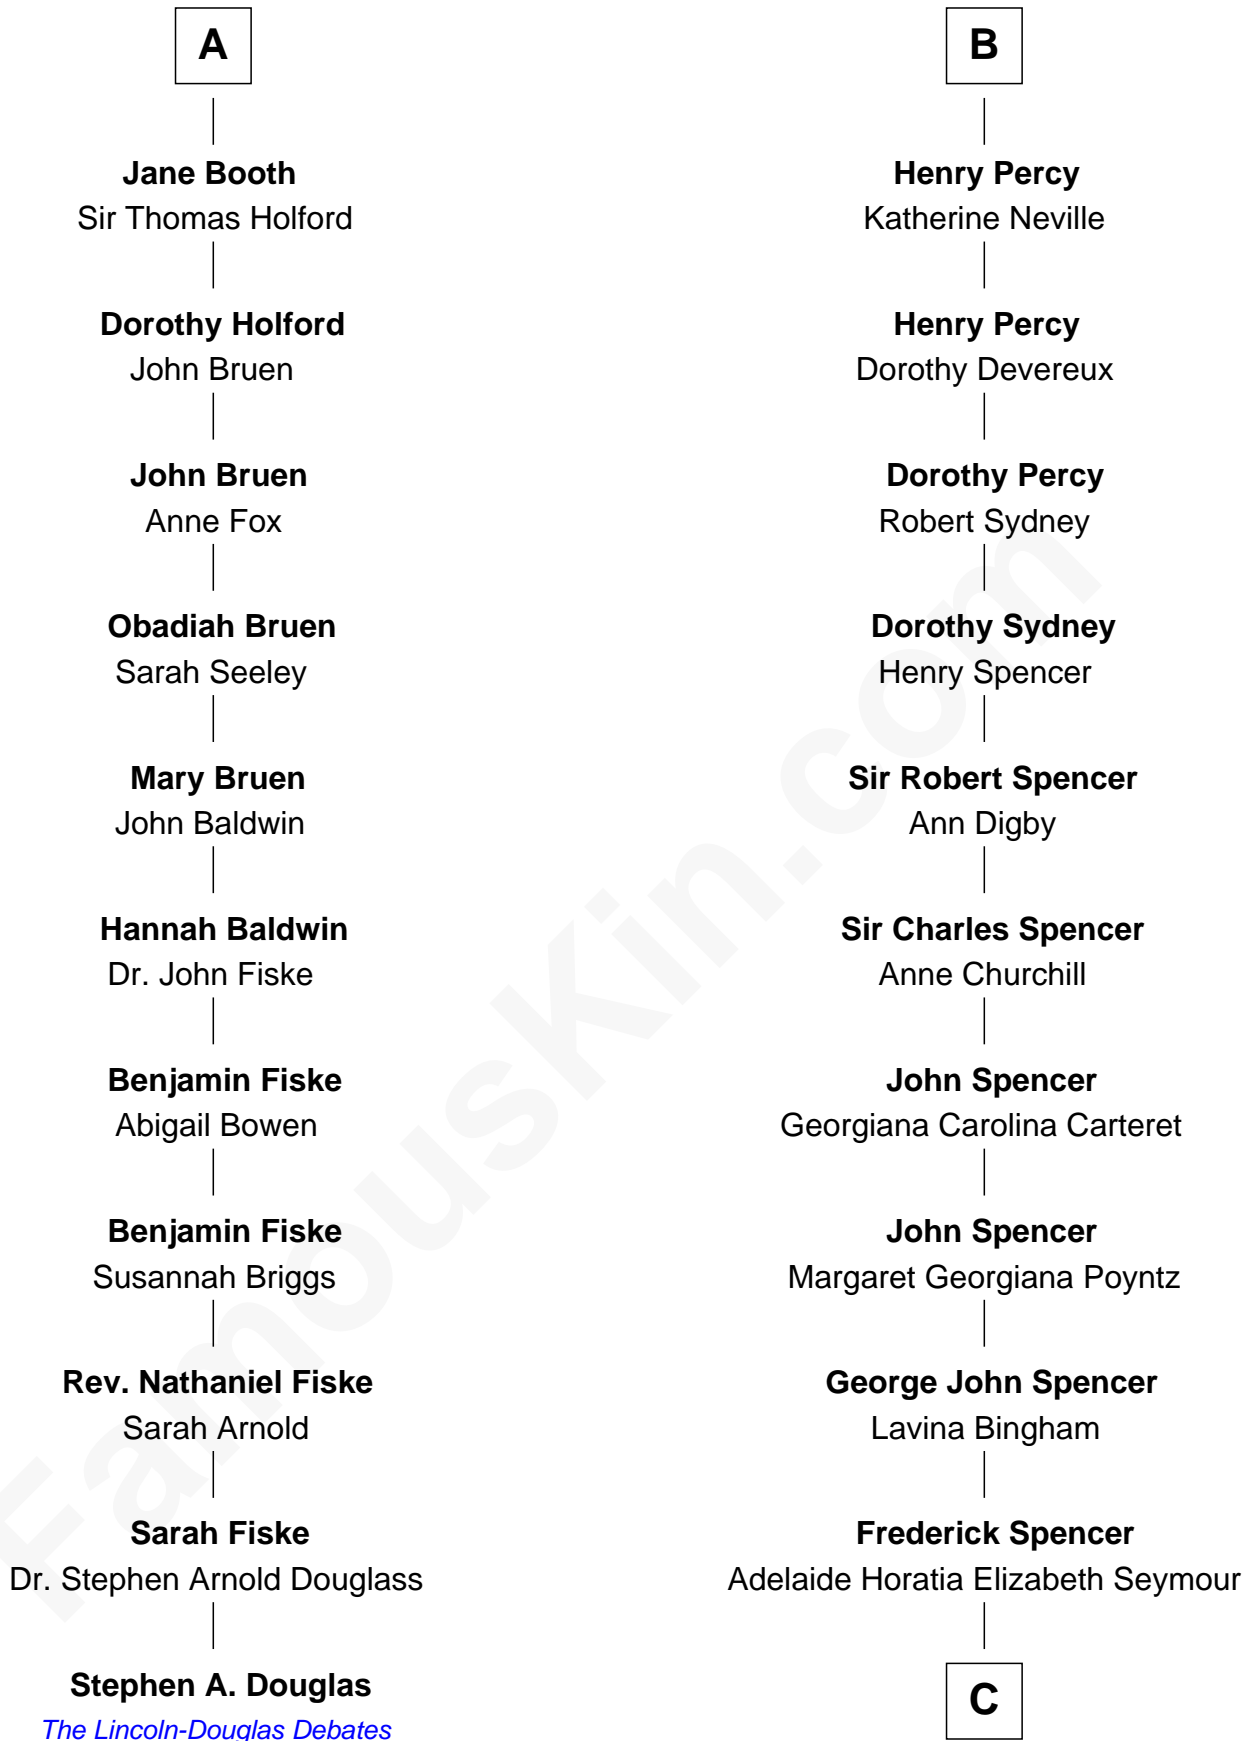 A
Jane Booth
Sir Thomas Holford
Dorothy Holford
John Bruen
John Bruen
Anne Fox
Obadiah Bruen
Sarah Seeley
Mary Bruen
John Baldwin
Hannah Baldwin
Dr. John Fiske
Benjamin Fiske
Abigail Bowen
Benjamin Fiske
Susannah Briggs
Rev. Nathaniel Fiske
Sarah Arnold
Sarah Fiske
Dr. Stephen Arnold Douglass
Stephen A. Douglas
The Lincoln-Douglas Debates
B
Henry Percy
Katherine Neville
Henry Percy
Dorothy Devereux
Dorothy Percy
Robert Sydney
Dorothy Sydney
Henry Spencer
Sir Robert Spencer
Ann Digby
Sir Charles Spencer
Anne Churchill
John Spencer
Georgiana Carolina Carteret
John Spencer
Margaret Georgiana Poyntz
George John Spencer
Lavina Bingham
Frederick Spencer
Adelaide Horatia Elizabeth Seymour
C
FamousKin.com